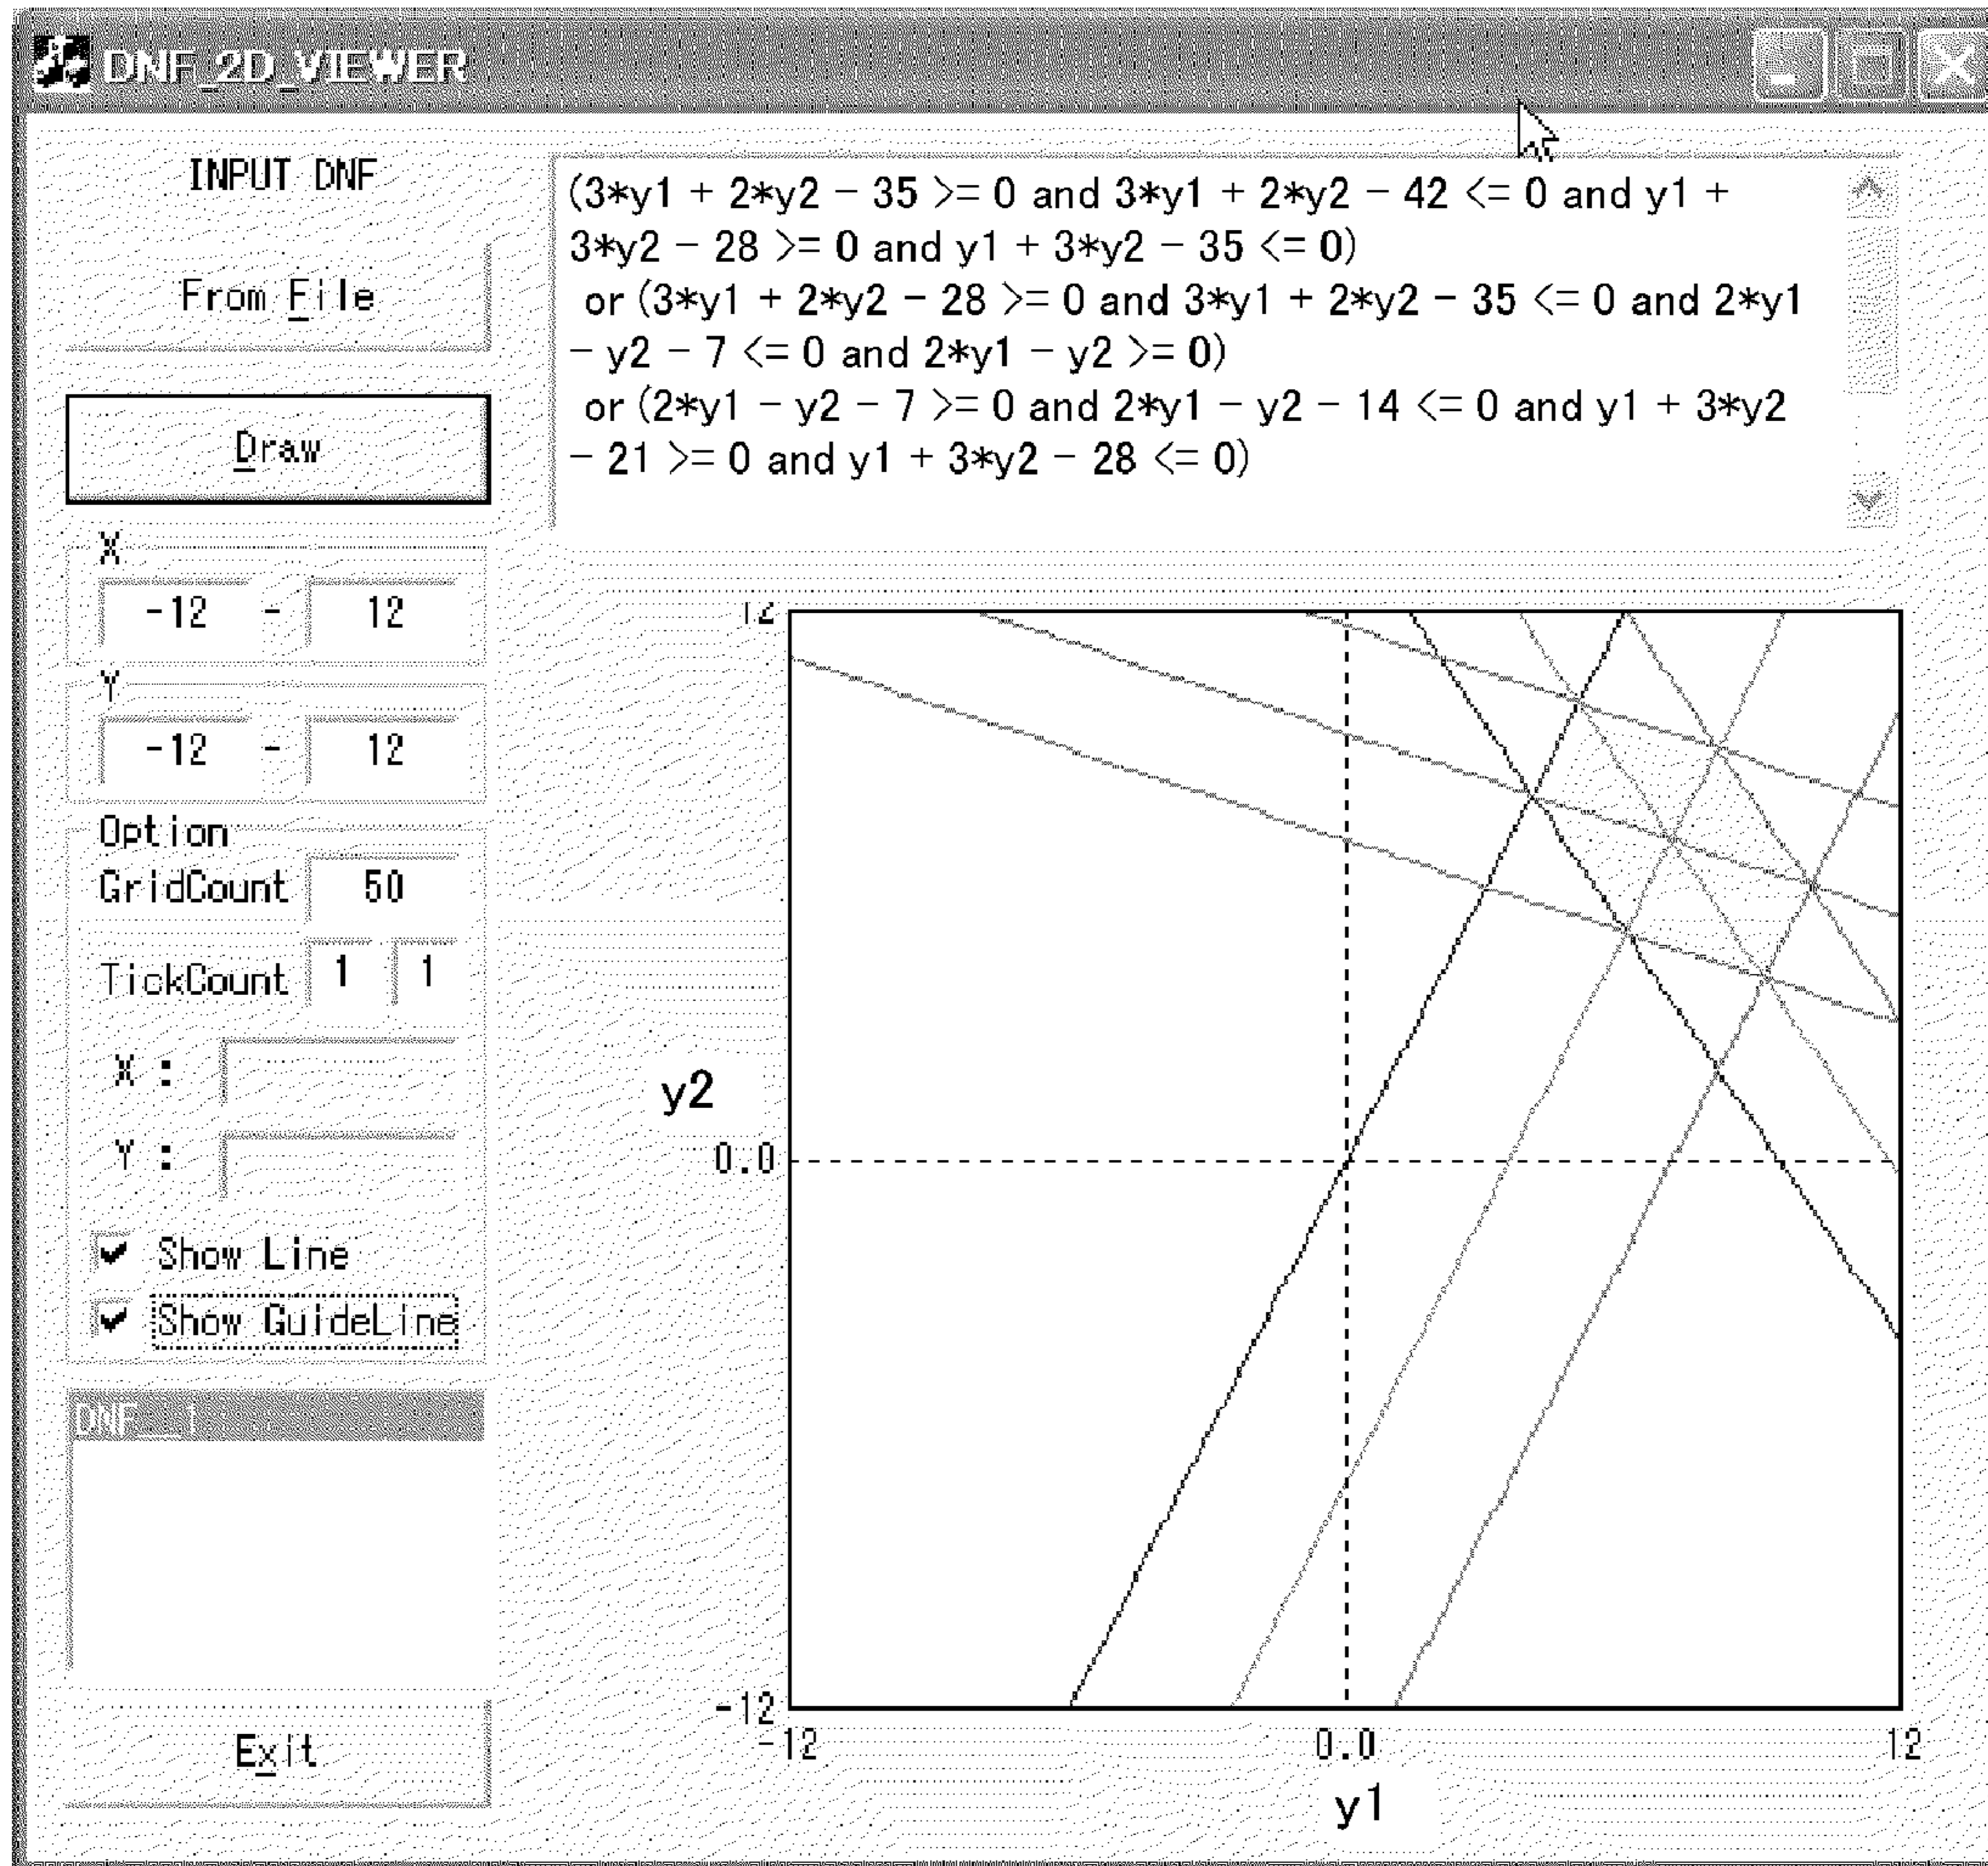 DNF_2D_VIEWER
INPUT DNF
From File
Draw
(3*y1 + 2*y2 - 35 >= 0 and 3*y1 + 2*y2 - 42 <= 0 and y1 +
3*y2 - 28 >= 0 and y1 + 3*y2 - 35 <= 0)
or (3*y1 + 2*y2 - 28 >= 0 and 3*y1 + 2*y2 - 35 <= 0 and 2*y1
- y2 - 7 <= 0 and 2*y1 - y2 >= 0)
or (2*y1 - y2 - 7 >= 0 and 2*y1 - y2 - 14 <= 0 and y1 + 3*y2
- 21 >= 0 and y1 + 3*y2 - 28 <= 0)
X
-12 - 12
Y
-12 - 12
Option
GridCount 50
TickCount 1 1
X :
Y :
Show Line
Show GuideLine
DNF__1
Exit
12
y2
0.0
-12
-12 0.0 12
y1